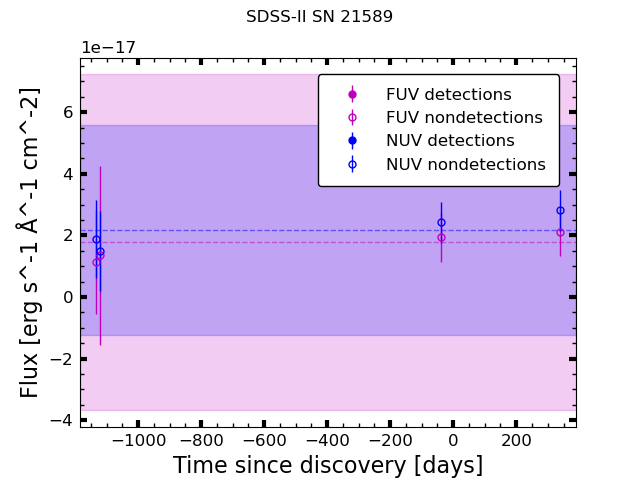 SDSS-II SN 21589
1e−17
FUV detections
FUV nondetections
NUV detections
NUV nondetections
6
4
2
0
−2
−4
Flux [erg s^-1 Å^-1 cm^-2]
−1000 −800 −600 −400 −200 0 200
Time since discovery [days]